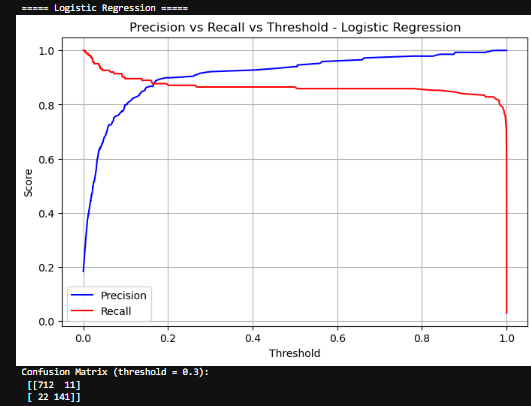 ===== Logistic Regression =====
Precision vs Recall vs Threshold - Logistic Regression
1.0
0.8
0.6
0.4
0.2
0.0
Score
Precision
Recall
0.0 0.2 0.4 0.6 0.8 1.0
Threshold
Confusion Matrix (threshold = 0.3):
[[712 11]
[ 22 141]]